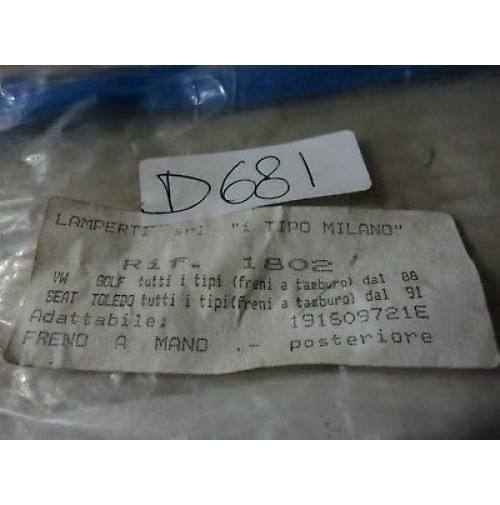 D681
LAMPERTI srl "i TIPO MILANO"
Rif. 1802
VW GOLF tutti i tipi (freni a tamburo) dal 88
SEAT TOLEDO tutti i tipi(freni a tamburo) dal 91
Adattabile: 191609721E
FRENO A MANO .- posteriore